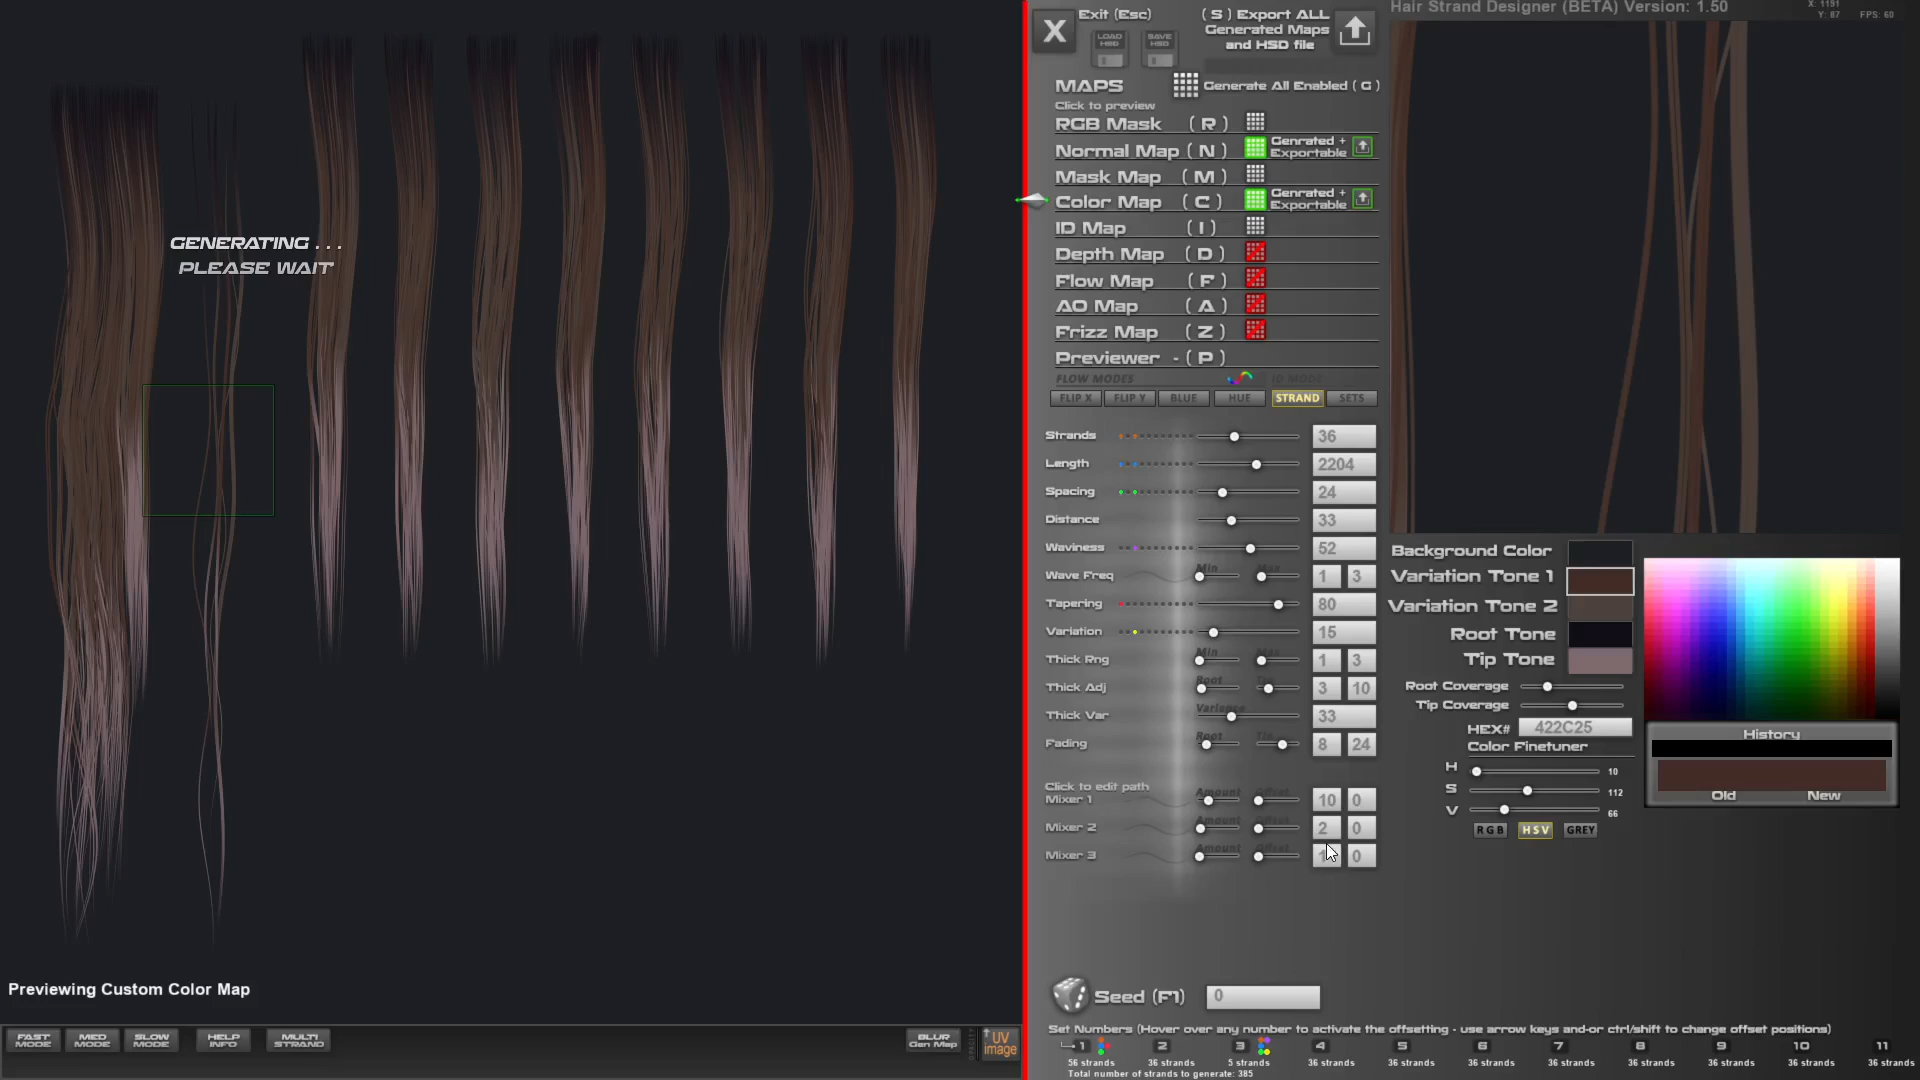 Exit (Esc)
( S ) Export ALL
Generated Maps
and HSD file
LOAD
HSD
SAVE
HSD
Hair Strand Designer (BETA) Version: 1.50
X: 1191
Y: 87
FPS: 60
MAPS
Generate All Enabled ( G )
Click to preview
RGB Mask ( R )
Normal Map ( N )
Genrated +
Exportable
Mask Map ( M )
Color Map ( C )
Genrated +
Exportable
ID Map ( I )
Depth Map ( D )
Flow Map ( F )
AO Map ( A )
Frizz Map ( Z )
Previewer - ( P )
FLOW MODES
ID MODE
FLIP X
FLIP Y
BLUE
HUE
STRAND
SETS
GENERATING . . .
PLEASE WAIT
Strands 36
Length 2204
Spacing 24
Distance 33
Waviness 52
Wave Freq Min Max 1 3
Tapering 80
Variation 15
Thick Rng Min Max 1 3
Thick Adj Root 3 10
Thick Var Variance 33
Fading Root Tip 8 24
Click to edit path
Mixer 1 Amount Offset 10 0
Mixer 2 Amount Offset 2 0
Mixer 3 Amount Offset 0
Background Color
Variation Tone 1
Variation Tone 2
Root Tone
Tip Tone
Root Coverage
Tip Coverage
HEX# 422C25
Color Finetuner
H 10
S 112
V 66
RGB
HSV
GREY
History
Old
New
Previewing Custom Color Map
Seed (F1) 0
Set Numbers (Hover over any number to activate the offsetting - use arrow keys and-or ctrl/shift to change offset positions)
1 2 3 4 5 6 7 8 9 10 11
56 strands 36 strands 5 strands 36 strands 36 strands 36 strands 36 strands 36 strands 36 strands 36 strands 36 strands
Total number of strands to generate: 385
FAST
MODE
MED
MODE
SLOW
MODE
HELP
INFO
MULTI
STRAND
BLUR
Gen Map
UV
image